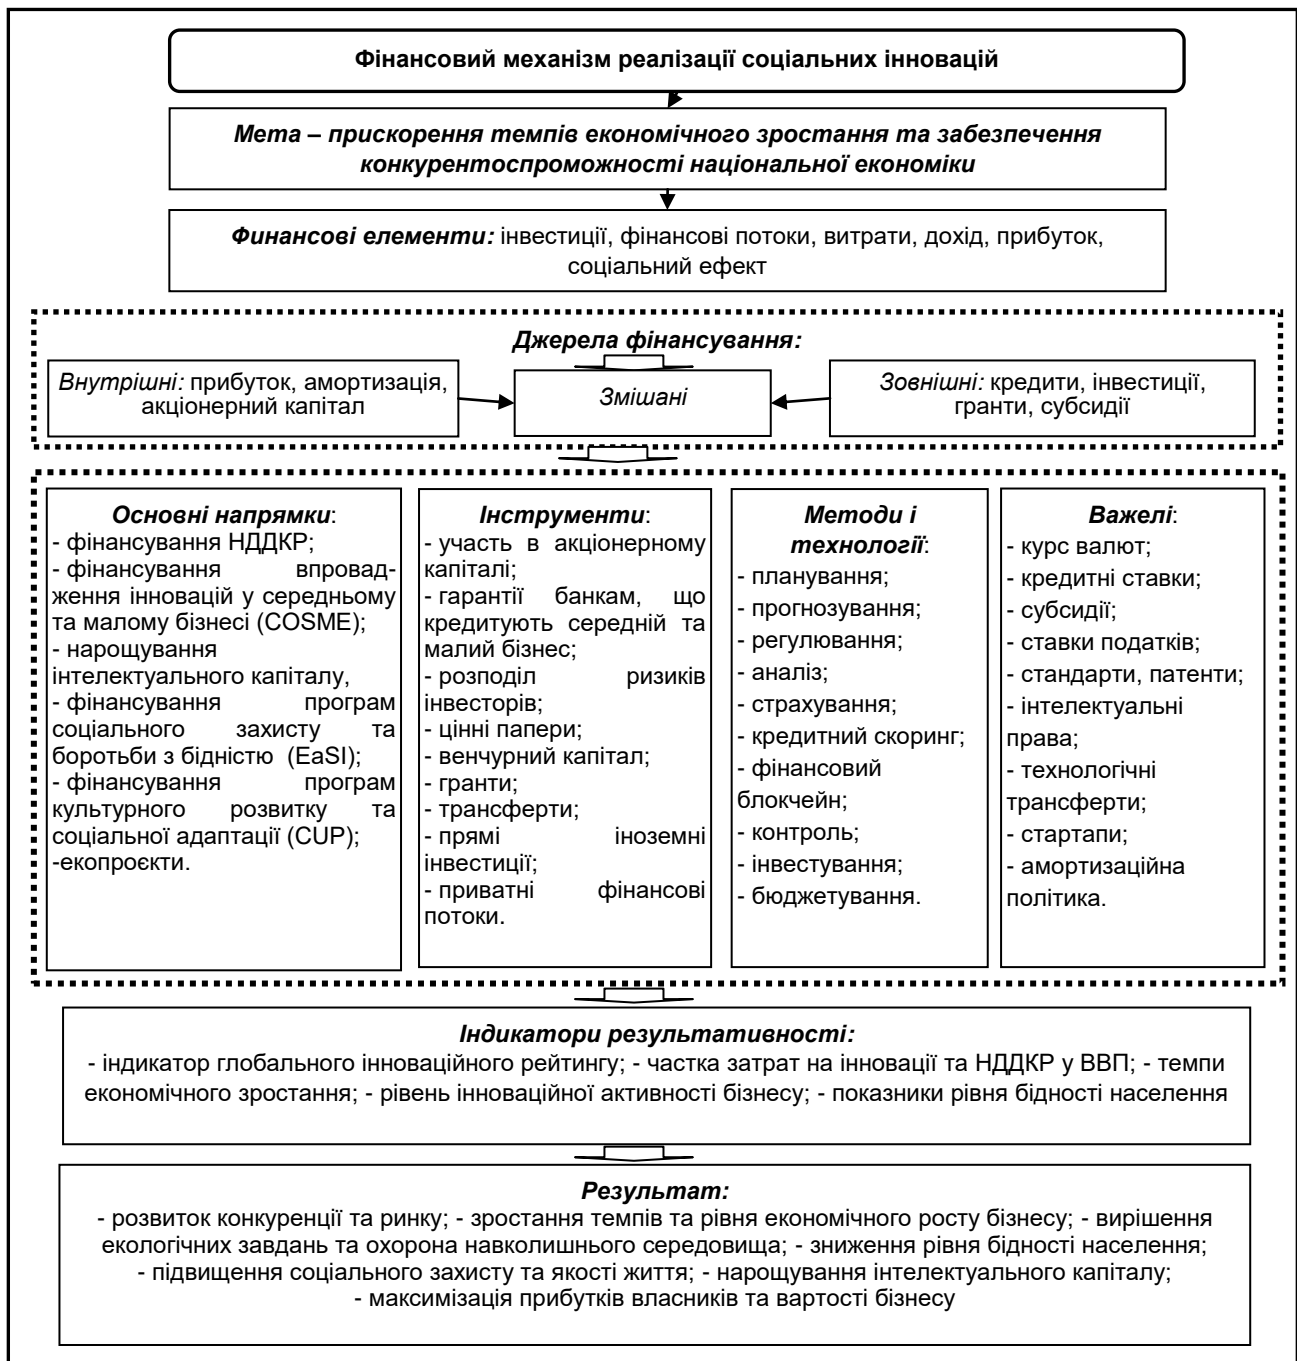 Фінансовий механізм реалізації соціальних інновацій
Мета – прискорення темпів економічного зростання та забезпечення
конкурентоспроможності національної економіки
Финансові елементи: інвестиції, фінансові потоки, витрати, дохід, прибуток,
соціальний ефект
Джерела фінансування:
Внутрішні: прибуток, амортизація,
акціонерний капітал
Змішані
Зовнішні: кредити, інвестиції,
гранти, субсидії
Основні напрямки:
- фінансування НДДКР;
- фінансування впровад-
ження інновацій у середньому
та малому бізнесі (COSME);
- нарощування
інтелектуального капіталу,
- фінансування програм
соціального захисту та
боротьби з бідністю (EaSI);
- фінансування програм
культурного розвитку та
соціальної адаптації (CUP);
-екопроєкти.
Інструменти:
- участь в акціонерному
капіталі;
- гарантії банкам, що
кредитують середній та
малий бізнес;
- розподіл ризиків
інвесторів;
- цінні папери;
- венчурний капітал;
- гранти;
- трансферти;
- прямі іноземні
інвестиції;
- приватні фінансові
потоки.
Методи і
технології:
- планування;
- прогнозування;
- регулювання;
- аналіз;
- страхування;
- кредитний скоринг;
- фінансовий
блокчейн;
- контроль;
- інвестування;
- бюджетування.
Важелі:
- курс валют;
- кредитні ставки;
- субсидії;
- ставки податків;
- стандарти, патенти;
- інтелектуальні
права;
- технологічні
трансферти;
- стартапи;
- амортизаційна
політика.
Індикатори результативності:
- індикатор глобального інноваційного рейтингу; - частка затрат на інновації та НДДКР у ВВП; - темпи
економічного зростання; - рівень інноваційної активності бізнесу; - показники рівня бідності населення
Результат:
- розвиток конкуренції та ринку; - зростання темпів та рівня економічного росту бізнесу; - вирішення
екологічних завдань та охорона навколишнього середовища; - зниження рівня бідності населення;
- підвищення соціального захисту та якості життя; - нарощування інтелектуального капіталу;
- максимізація прибутків власників та вартості бізнесу